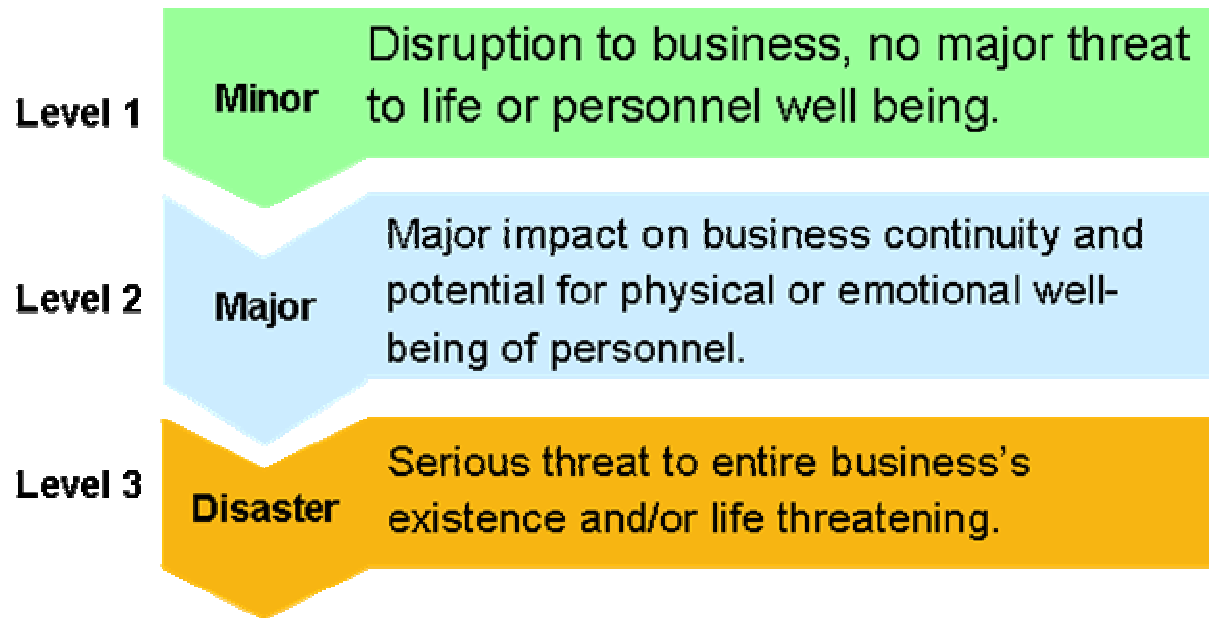 Level 1
Minor
Disruption to business, no major threat
to life or personnel well being.
Level 2
Major
Major impact on business continuity and
potential for physical or emotional well-
being of personnel.
Level 3
Disaster
Serious threat to entire business’s
existence and/or life threatening.